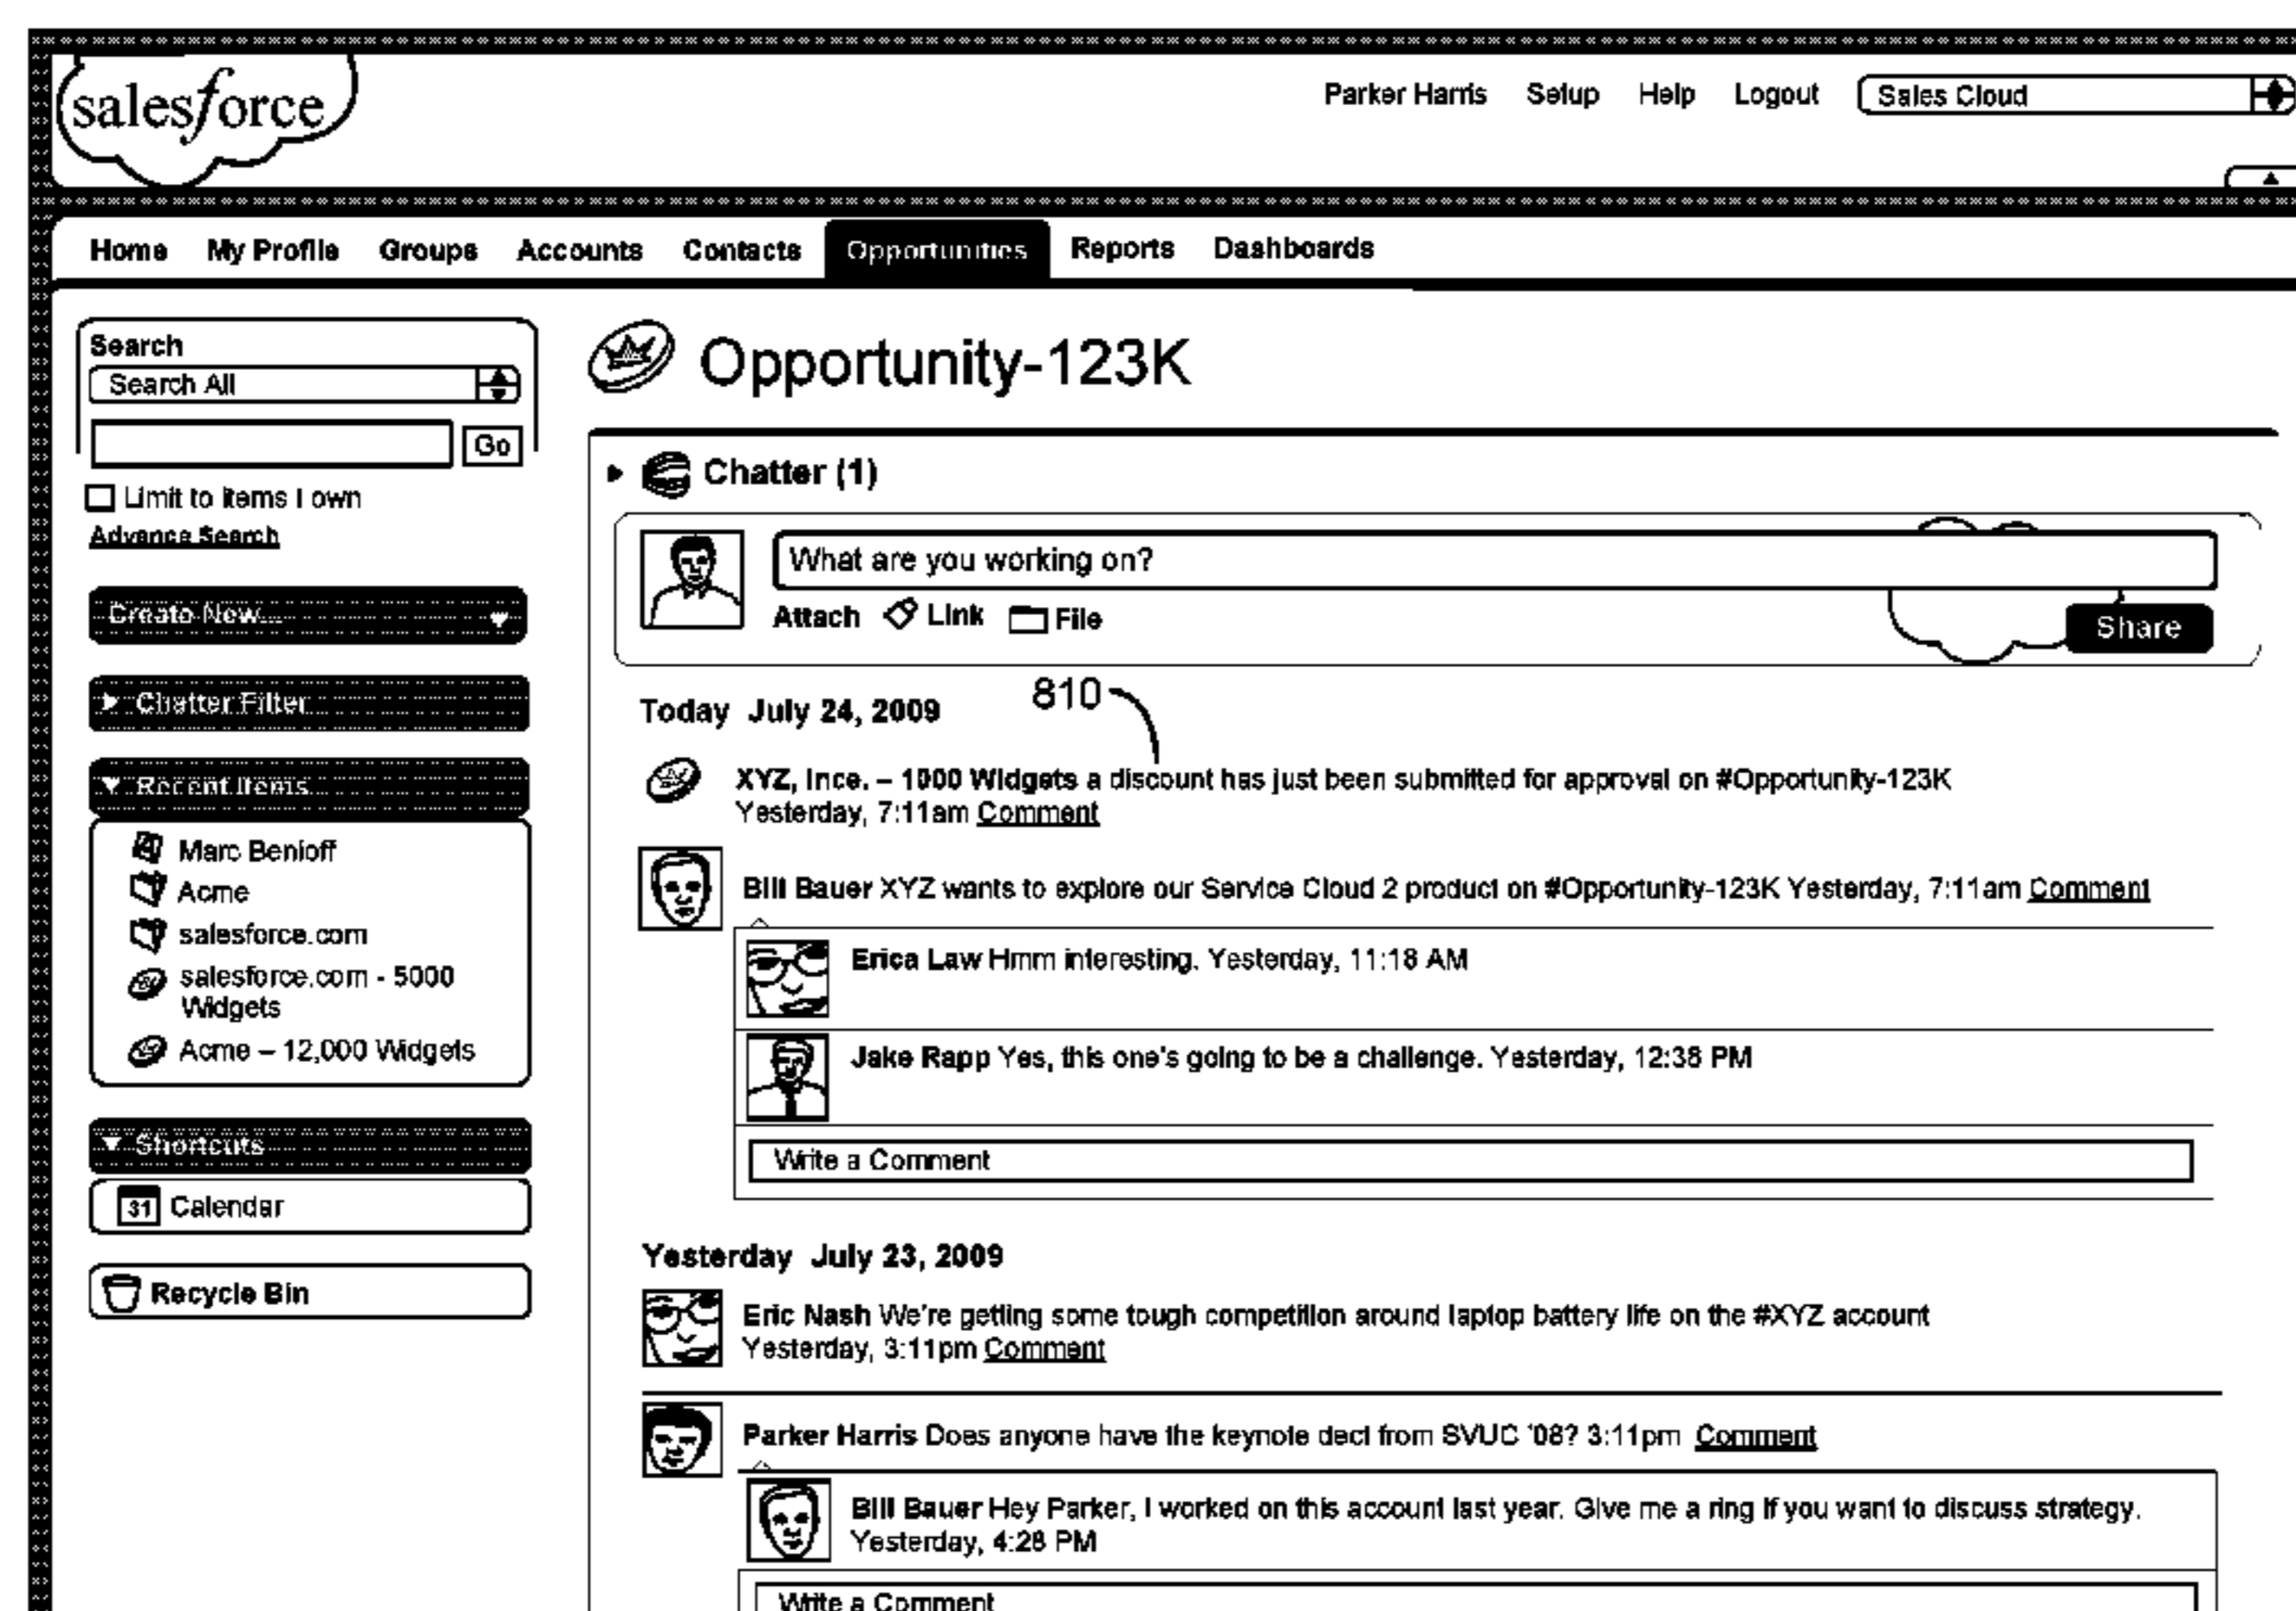 salesforce
Parker Harris Setup Help Logout Sales Cloud
Home My Profile Groups Accounts Contacts Opportunities Reports Dashboards
Search
Search All
Go
Limit to items I own
Advance Search
Create New...
Chatter Filter
Recent Items
Marc Benioff
Acme
salesforce.com
salesforce.com - 5000
Widgets
Acme – 12,000 Widgets
Shortcuts
31 Calendar
Recycle Bin
Opportunity-123K
Chatter (1)
What are you working on?
Attach Link File
Share
810
Today July 24, 2009
XYZ, Ince. – 1000 Widgets a discount has just been submitted for approval on #Opportunity-123K
Yesterday, 7:11am Comment
Bill Bauer XYZ wants to explore our Service Cloud 2 product on #Opportunity-123K Yesterday, 7:11am Comment
Erica Law Hmm interesting. Yesterday, 11:18 AM
Jake Rapp Yes, this one's going to be a challenge. Yesterday, 12:38 PM
Write a Comment
Yesterday July 23, 2009
Eric Nash We're getting some tough competition around laptop battery life on the #XYZ account
Yesterday, 3:11pm Comment
Parker Harris Does anyone have the keynote dect from SVUC '08? 3:11pm Comment
Bill Bauer Hey Parker, I worked on this account last year. Give me a ring if you want to discuss strategy.
Yesterday, 4:28 PM
Write a Comment